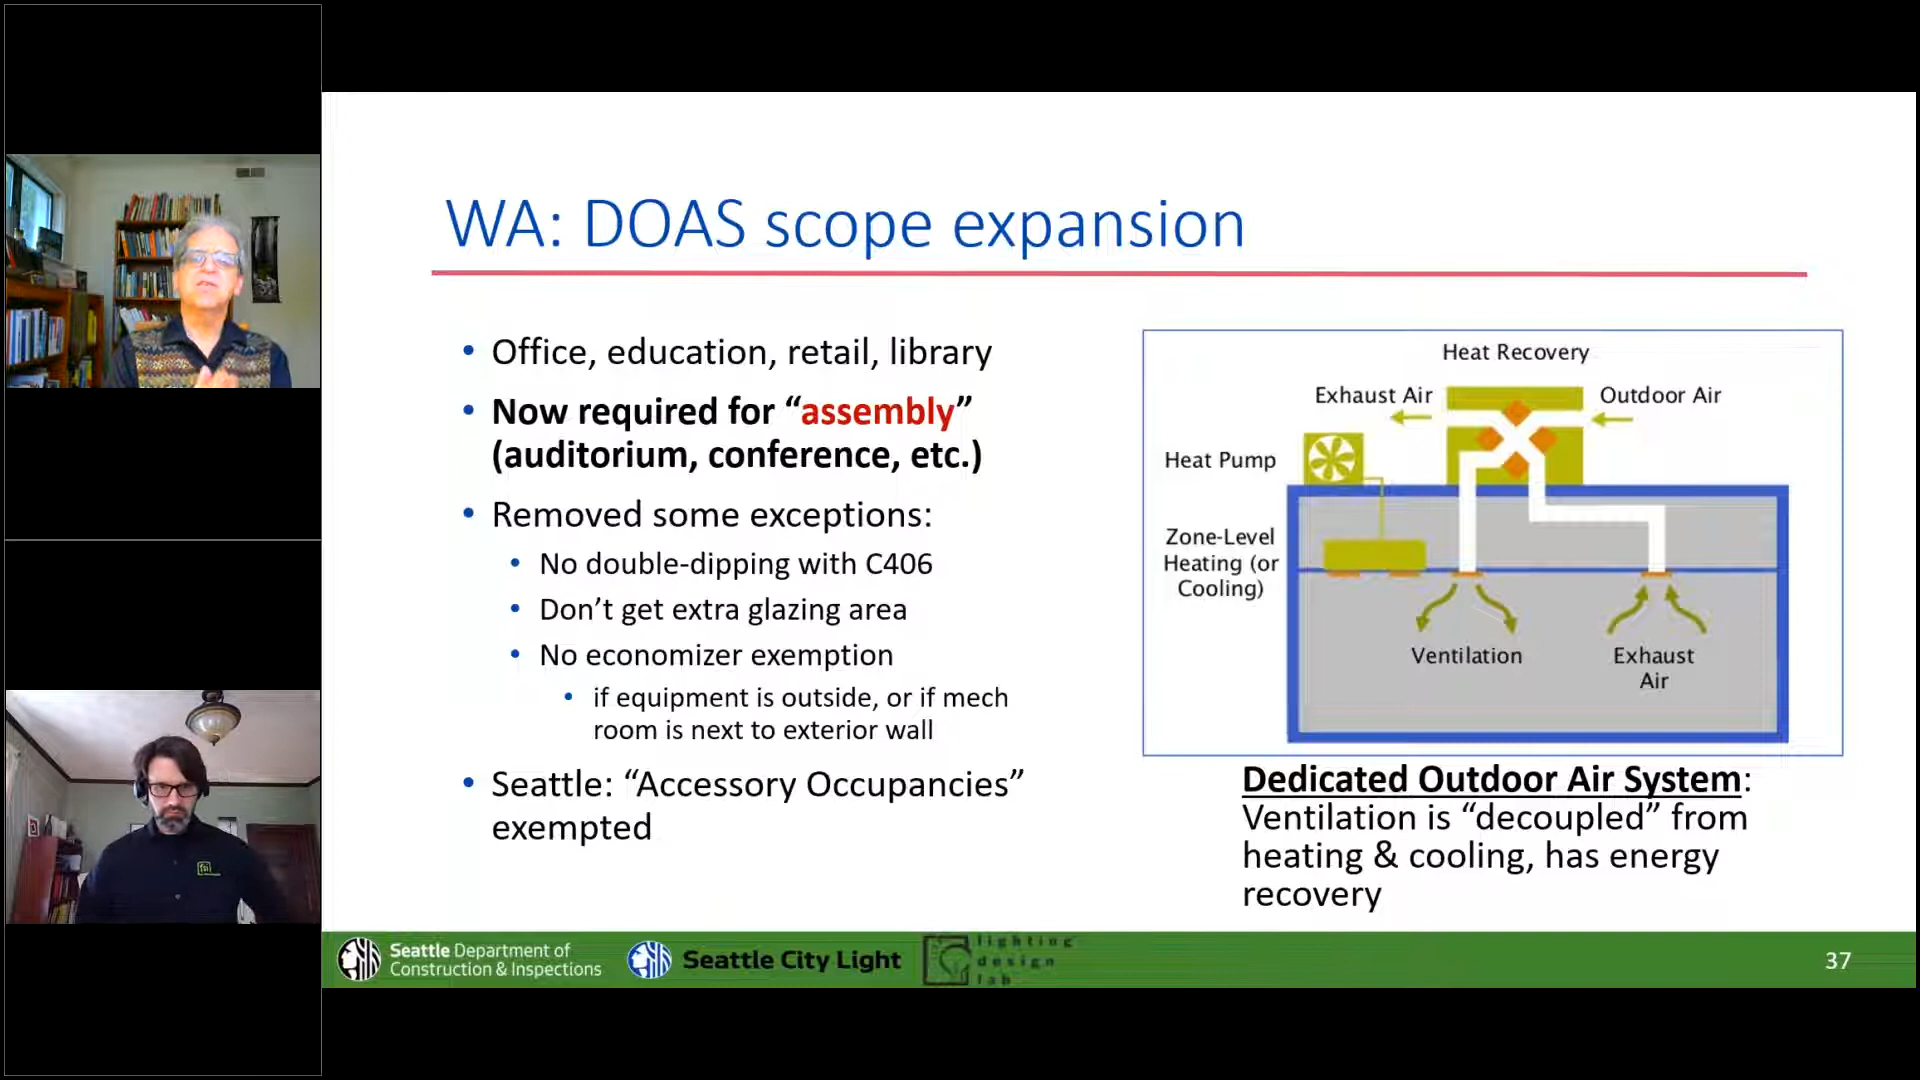 WA: DOAS scope expansion
• Office, education, retail, library
• Now required for “assembly”
(auditorium, conference, etc.)
• Removed some exceptions:
• No double-dipping with C406
• Don’t get extra glazing area
• No economizer exemption
• if equipment is outside, or if mech
room is next to exterior wall
• Seattle: “Accessory Occupancies”
exempted
Heat Recovery
Exhaust Air
Outdoor Air
Heat Pump
Zone-Level
Heating (or
Cooling)
Ventilation
Exhaust
Air
Dedicated Outdoor Air System:
Ventilation is “decoupled” from
heating & cooling, has energy
recovery
Seattle Department of
Construction & Inspections
Seattle City Light
lighting
design
lab
37